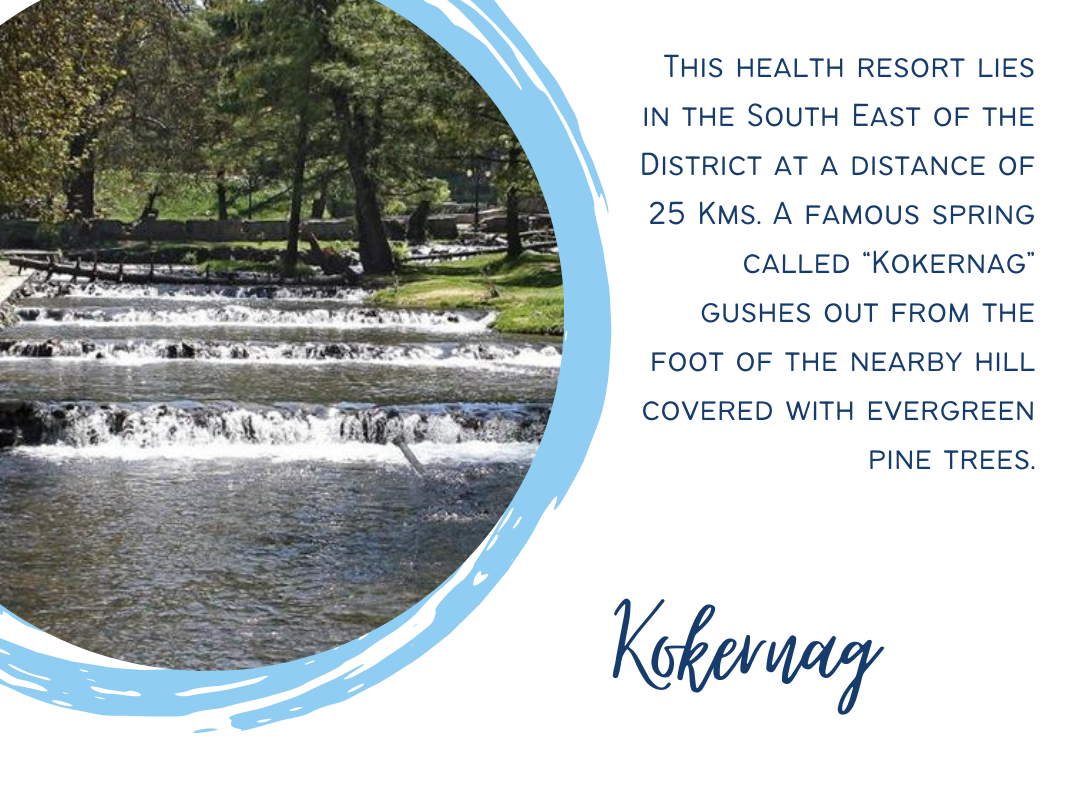 This health resort lies
in the South East of the
District at a distance of
25 Kms. A famous spring
called “Kokernag”
gushes out from the
foot of the nearby hill
covered with evergreen
pine trees.
Kokernag